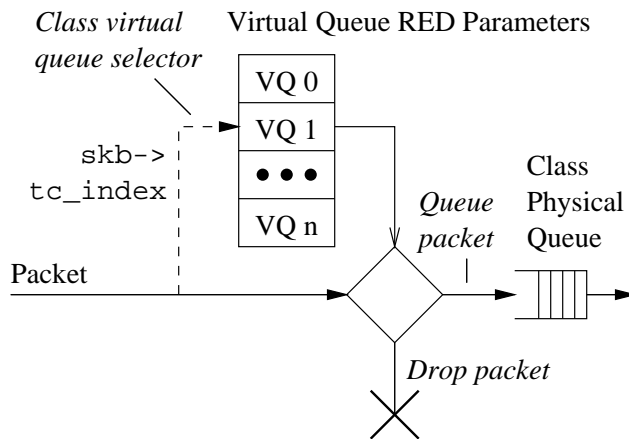 Class virtual
queue selector
Virtual Queue RED Parameters
VQ 0
VQ 1
VQ n
skb->
tc_index
Queue
packet
Class
Physical
Queue
Packet
Drop packet